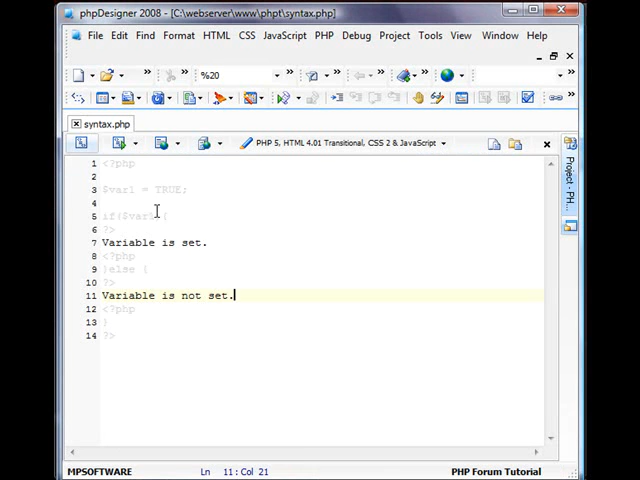 phpDesigner 2008 - [C:\webserver\www\phpt\syntax.php]
File Edit Find Format HTML CSS JavaScript PHP Debug Project Tools View Window Help
%20
syntax.php
PHP 5, HTML 4.01 Transitional, CSS 2 & JavaScript
1 <?php
2
3 $var1 = TRUE;
4
5 if($var1 {
6 ?>
7 Variable is set.
8 <?php
9 }else {
10 ?>
11 Variable is not set.
12 <?php
13 }
14 ?>
Project - P
MPSOFTWARE Ln 11 : Col 21 PHP Forum Tutorial